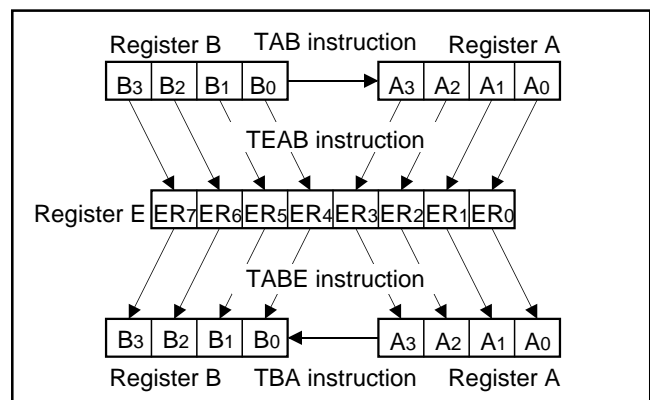 Register B TAB instruction Register A
B3 B2 B1 B0 A3 A2 A1 A0
TEAB instruction
Register E ER7 ER6 ER5 ER4 ER3 ER2 ER1 ER0
TABE instruction
B3 B2 B1 B0 A3 A2 A1 A0
Register B TBA instruction Register A